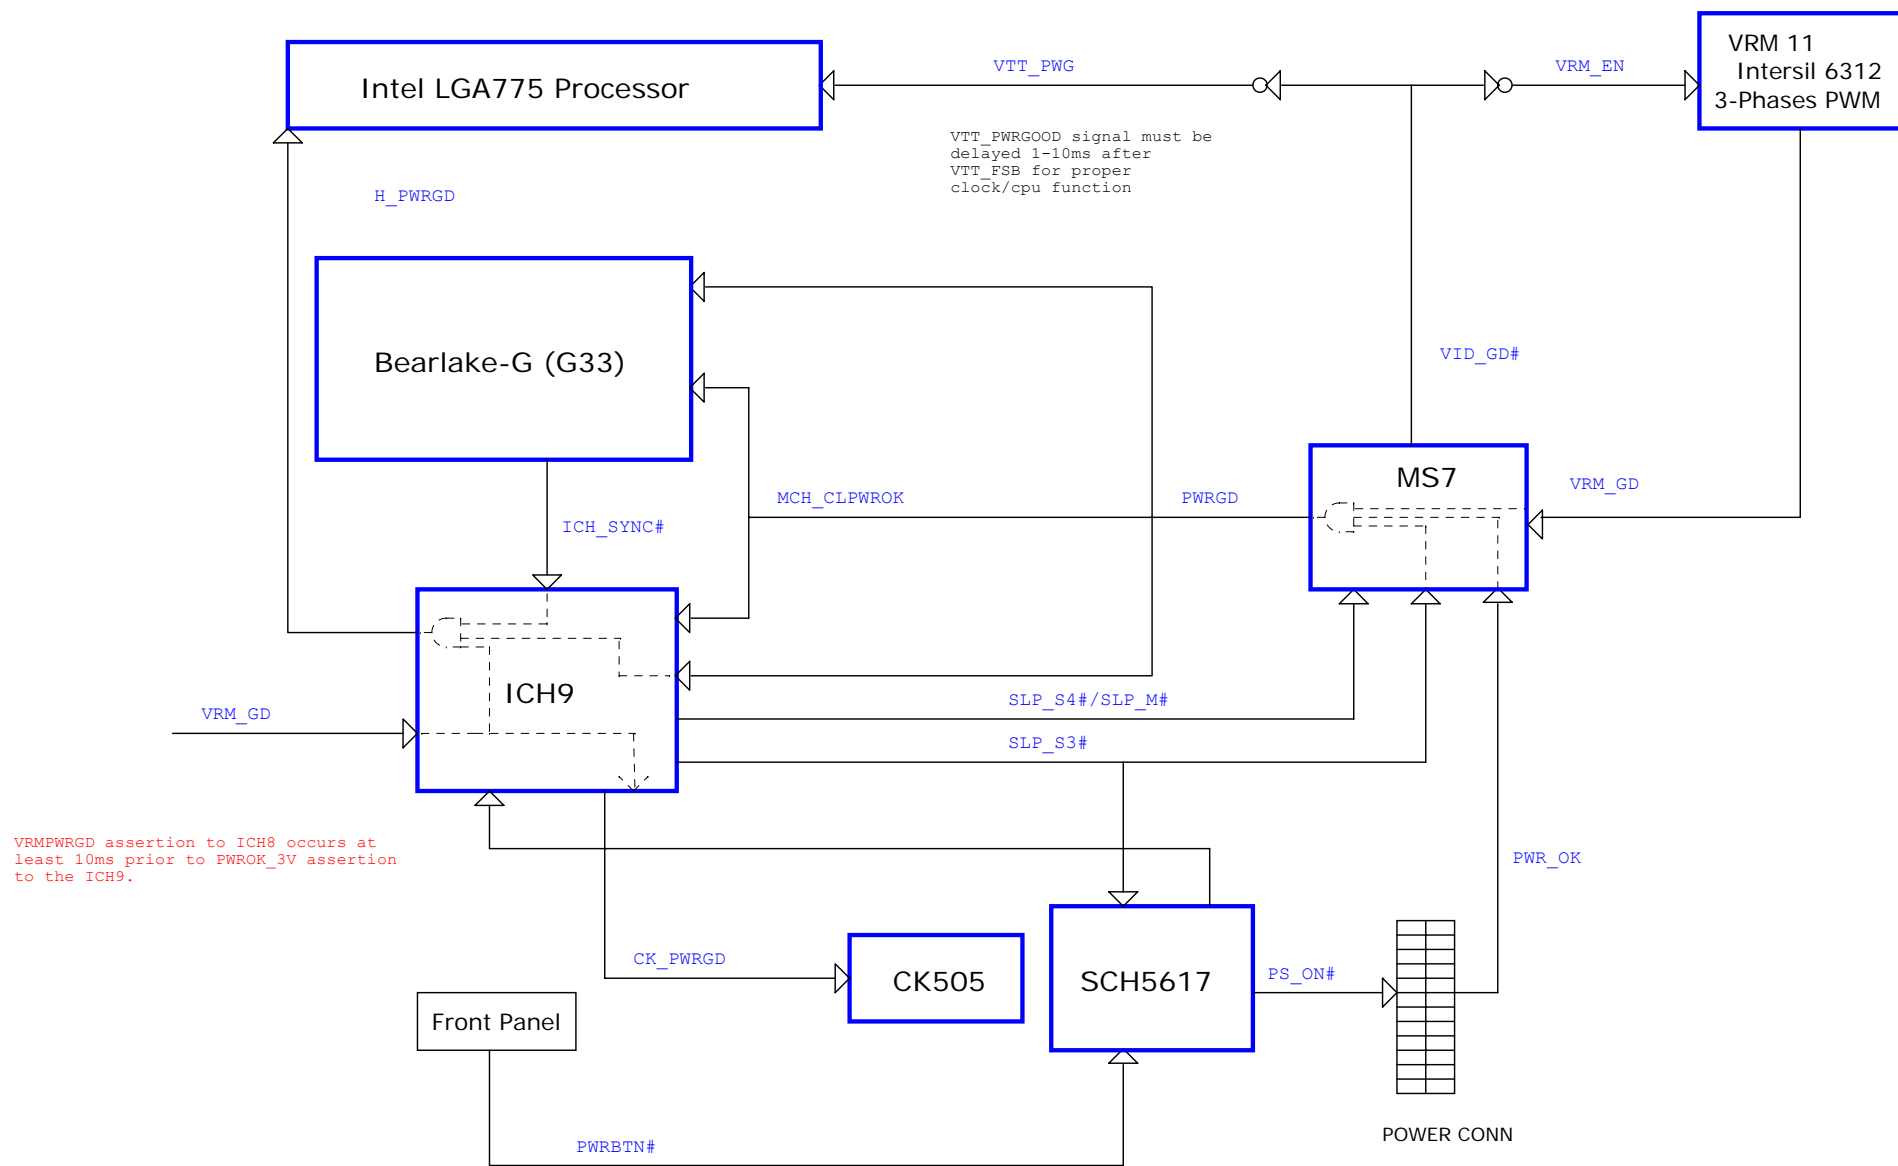 VRM 11
Intersil 6312
3-Phases PWM
VTT_PWG
VRM_EN
Intel LGA775 Processor
VTT_PWRGOOD signal must be
delayed 1-10ms after
VTT_FSB for proper
clock/cpu function
H_PWRGD
Bearlake-G (G33)
VID_GD#
MS7
MCH_CLPWROK
PWRGD
VRM_GD
ICH_SYNC#
ICH9
SLP_S4#/SLP_M#
VRM_GD
SLP_S3#
VRMPWRGD assertion to ICH8 occurs at
least 10ms prior to PWROK_3V assertion
to the ICH9.
PWR_OK
CK_PWRGD
CK505
SCH5617
PS_ON#
Front Panel
POWER CONN
PWRBTN#